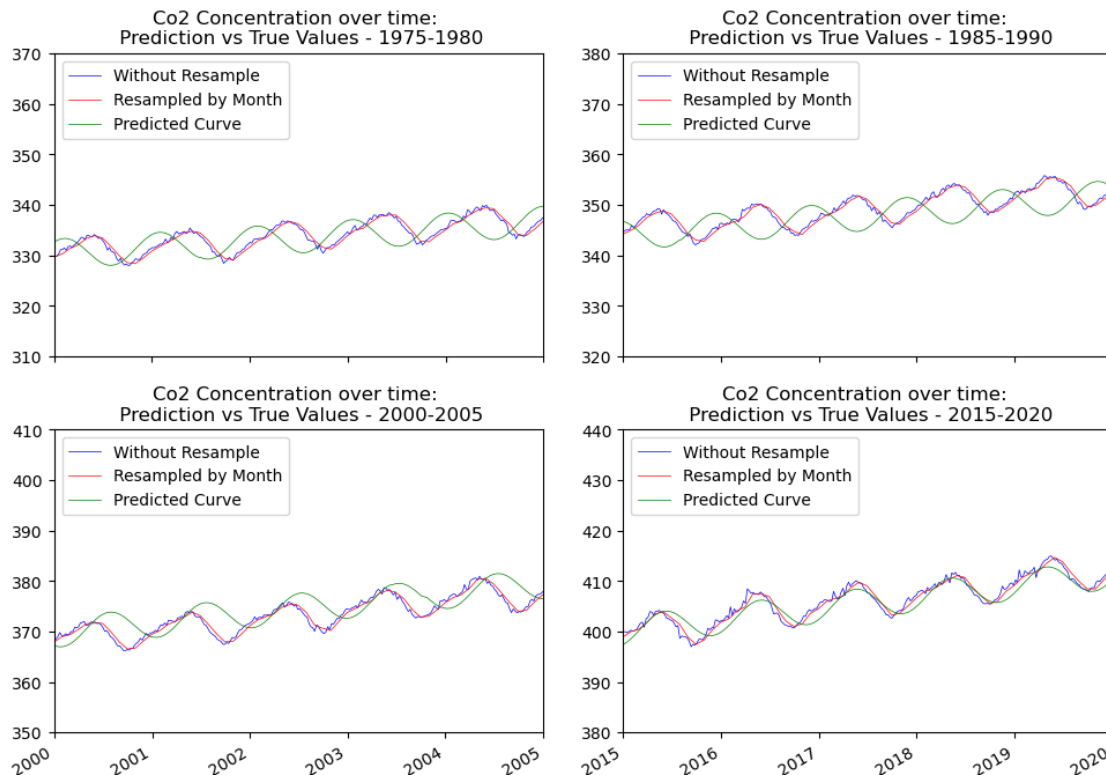 Co2 Concentration over time:
Prediction vs True Values - 1975-1980
370
360
350
340
330
320
310
Without Resample
Resampled by Month
Predicted Curve
Co2 Concentration over time:
Prediction vs True Values - 1985-1990
380
370
360
350
340
330
320
Without Resample
Resampled by Month
Predicted Curve
Co2 Concentration over time:
Prediction vs True Values - 2000-2005
410
400
390
380
370
360
350
Without Resample
Resampled by Month
Predicted Curve
2000 2001 2002 2003 2004 2005
Co2 Concentration over time:
Prediction vs True Values - 2015-2020
440
430
420
410
400
390
380
Without Resample
Resampled by Month
Predicted Curve
2015 2016 2017 2018 2019 2020